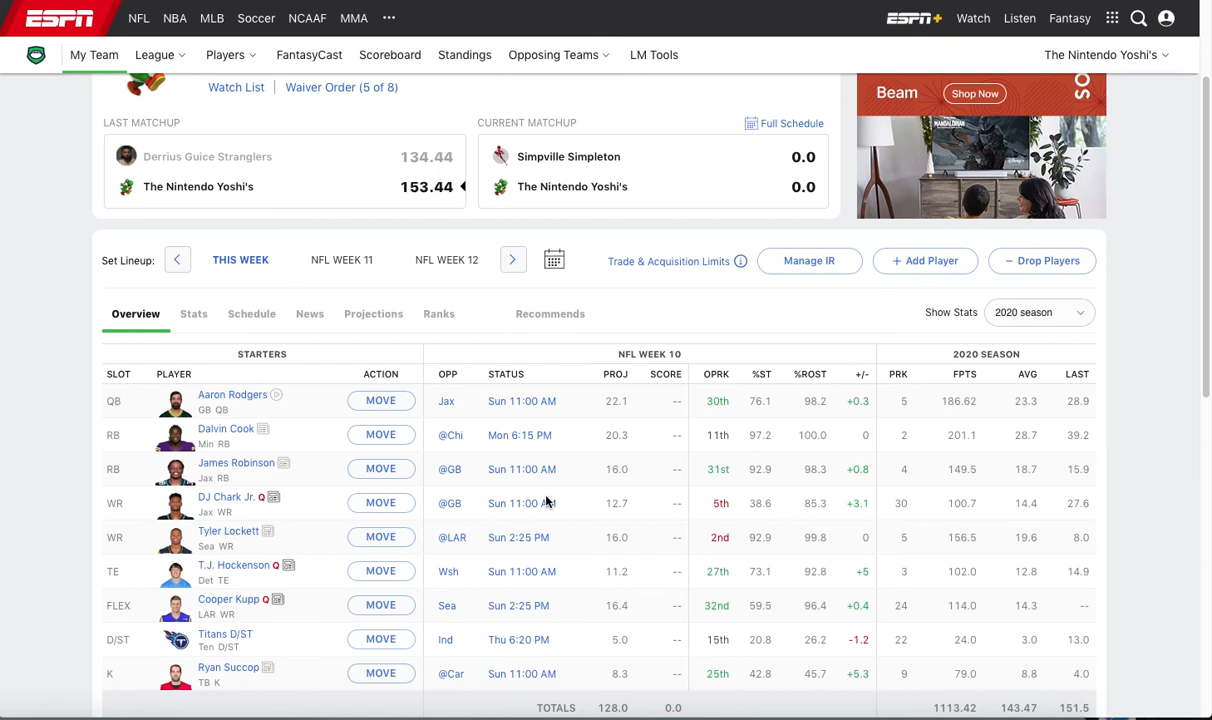 ESPN NFL NBA MLB Soccer NCAAF MMA ••• ESPN+ Watch Listen Fantasy
My Team League Players FantasyCast Scoreboard Standings Opposing Teams LM Tools The Nintendo Yoshi's
Watch List | Waiver Order (5 of 8)
LAST MATCHUP
Derrius Guice Stranglers 134.44
The Nintendo Yoshi's 153.44
CURRENT MATCHUP Full Schedule
Simpville Simpleton 0.0
The Nintendo Yoshi's 0.0
Beam Shop Now SO
THE MANDALORIAN
Disney+
Set Lineup: THIS WEEK NFL WEEK 11 NFL WEEK 12 Trade & Acquisition Limits Manage IR + Add Player − Drop Players
Overview Stats Schedule News Projections Ranks Recommends Show Stats 2020 season
STARTERS NFL WEEK 10 2020 SEASON
SLOT PLAYER ACTION OPP STATUS PROJ SCORE OPRK %ST %ROST +/- PRK FPTS AVG LAST
QB Aaron Rodgers MOVE Jax Sun 11:00 AM 22.1 -- 30th 76.1 98.2 +0.3 5 186.62 23.3 28.9
GB QB
RB Dalvin Cook MOVE @Chi Mon 6:15 PM 20.3 -- 11th 97.2 100.0 0 2 201.1 28.7 39.2
Min RB
RB James Robinson MOVE @GB Sun 11:00 AM 16.0 -- 31st 92.9 98.3 +0.8 4 149.5 18.7 15.9
Jax RB
WR DJ Chark Jr. Q MOVE @GB Sun 11:00 AM 12.7 -- 5th 38.6 85.3 +3.1 30 100.7 14.4 27.6
Jax WR
WR Tyler Lockett MOVE @LAR Sun 2:25 PM 16.0 -- 2nd 92.9 99.8 0 5 156.5 19.6 8.0
Sea WR
TE T.J. Hockenson Q MOVE Wsh Sun 11:00 AM 11.2 -- 27th 73.1 92.8 +5 3 102.0 12.8 14.9
Det TE
FLEX Cooper Kupp Q MOVE Sea Sun 2:25 PM 16.4 -- 32nd 59.5 96.4 +0.4 24 114.0 14.3 --
LAR WR
D/ST Titans D/ST MOVE Ind Thu 6:20 PM 5.0 -- 15th 20.8 26.2 -1.2 22 24.0 3.0 13.0
Ten D/ST
K Ryan Succop MOVE @Car Sun 11:00 AM 8.3 -- 25th 42.8 45.7 +5.3 9 79.0 8.8 4.0
TB K
TOTALS 128.0 0.0 1113.42 143.47 151.5